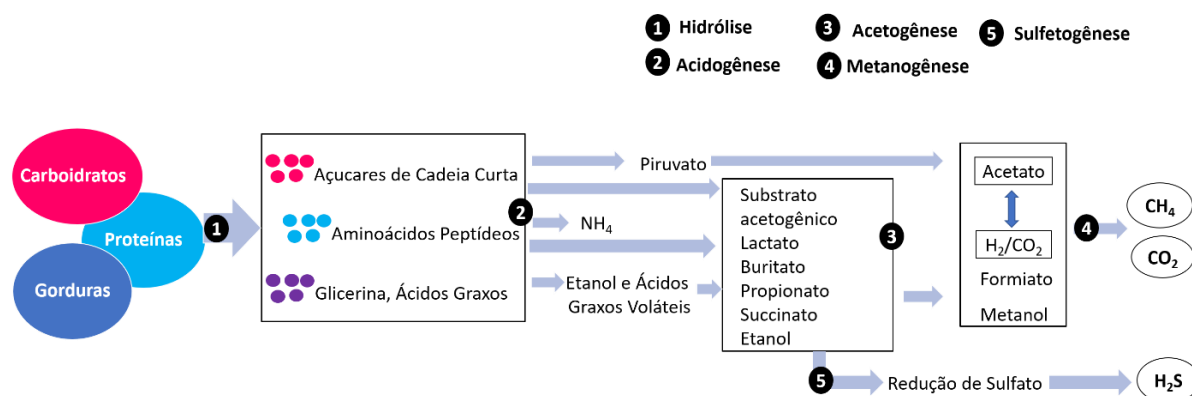 1 Hidrólise
3 Acetogênese
5 Sulfetogênese
2 Acidogênese
4 Metanogênese
Carboidratos
Proteínas
Gorduras
1
Açucares de Cadeia Curta
Aminoácidos Peptídeos
Glicerina, Ácidos Graxos
2
Piruvato
NH₄
Etanol e Ácidos
Graxos Voláteis
Substrato
acetogênico
Lactato
Buritato
Propionato
Succinato
Etanol
3
5
Redução de Sulfato
Acetato
H₂/CO₂
Formiato
Metanol
4
CH₄
CO₂
H₂S